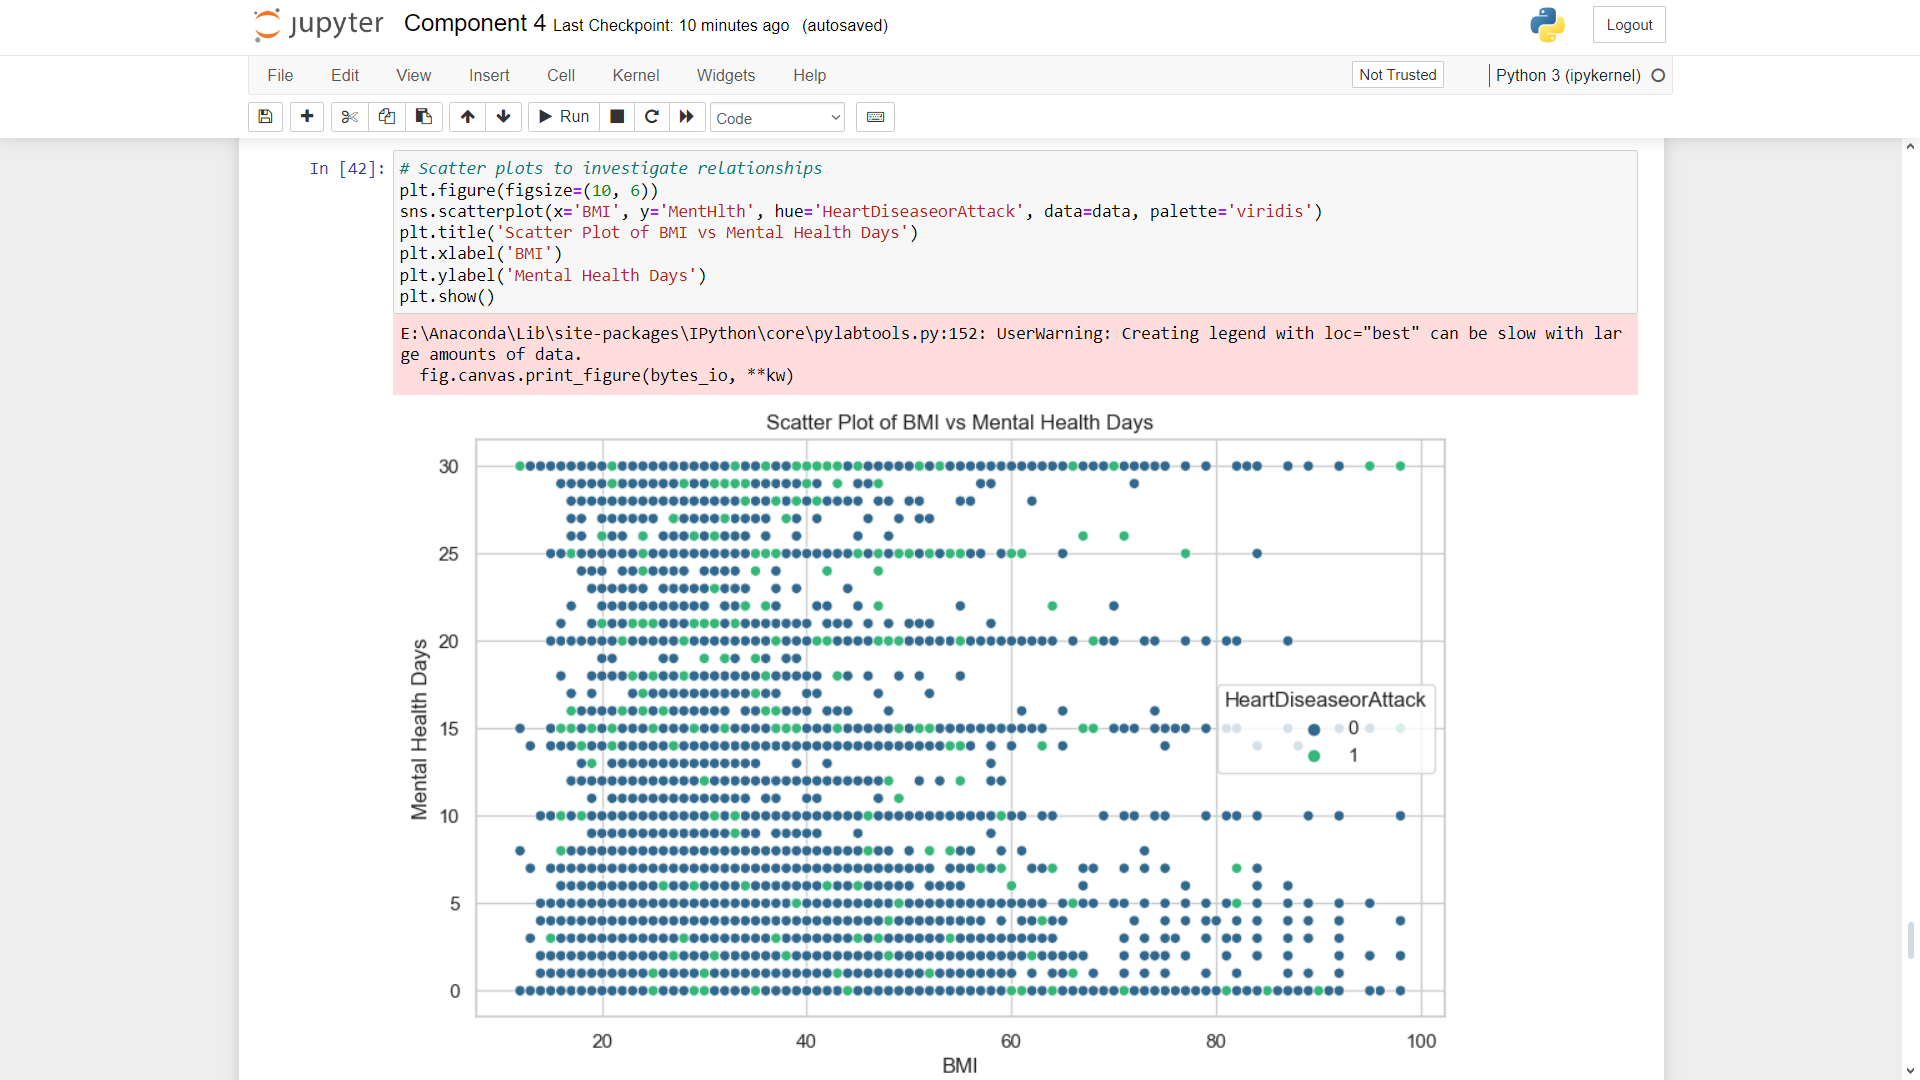 jupyter Component 4 Last Checkpoint: 10 minutes ago (autosaved)
Logout
File Edit View Insert Cell Kernel Widgets Help
Not Trusted
Python 3 (ipykernel)
Run
Code
In [42]:
# Scatter plots to investigate relationships
plt.figure(figsize=(10, 6))
sns.scatterplot(x='BMI', y='MentHlth', hue='HeartDiseaseorAttack', data=data, palette='viridis')
plt.title('Scatter Plot of BMI vs Mental Health Days')
plt.xlabel('BMI')
plt.ylabel('Mental Health Days')
plt.show()
E:\Anaconda\Lib\site-packages\IPython\core\pylabtools.py:152: UserWarning: Creating legend with loc="best" can be slow with lar
ge amounts of data.
  fig.canvas.print_figure(bytes_io, **kw)
Scatter Plot of BMI vs Mental Health Days
30
25
20
15
10
5
0
Mental Health Days
HeartDiseaseorAttack
0
1
20 40 60 80 100
BMI